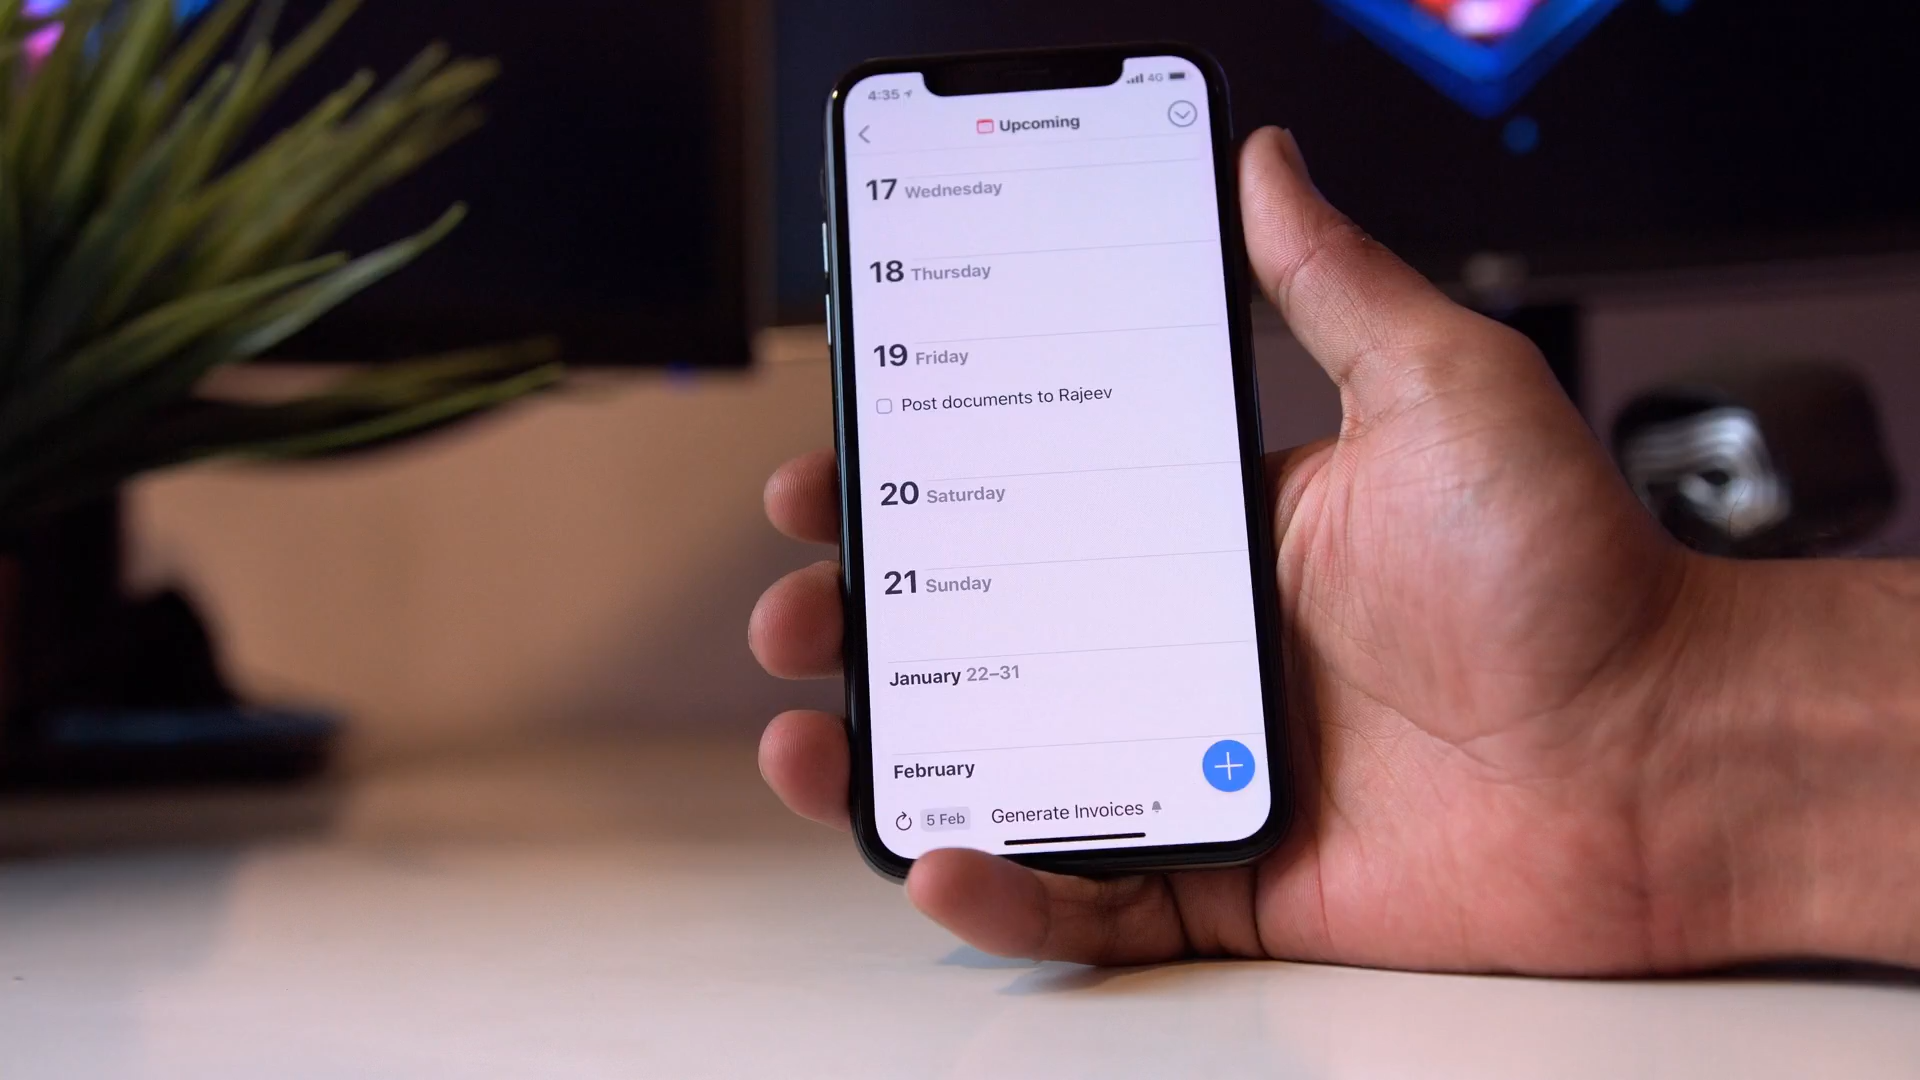 4:35
4G
Upcoming
17 Wednesday
18 Thursday
19 Friday
Post documents to Rajeev
20 Saturday
21 Sunday
January 22–31
February
5 Feb Generate Invoices